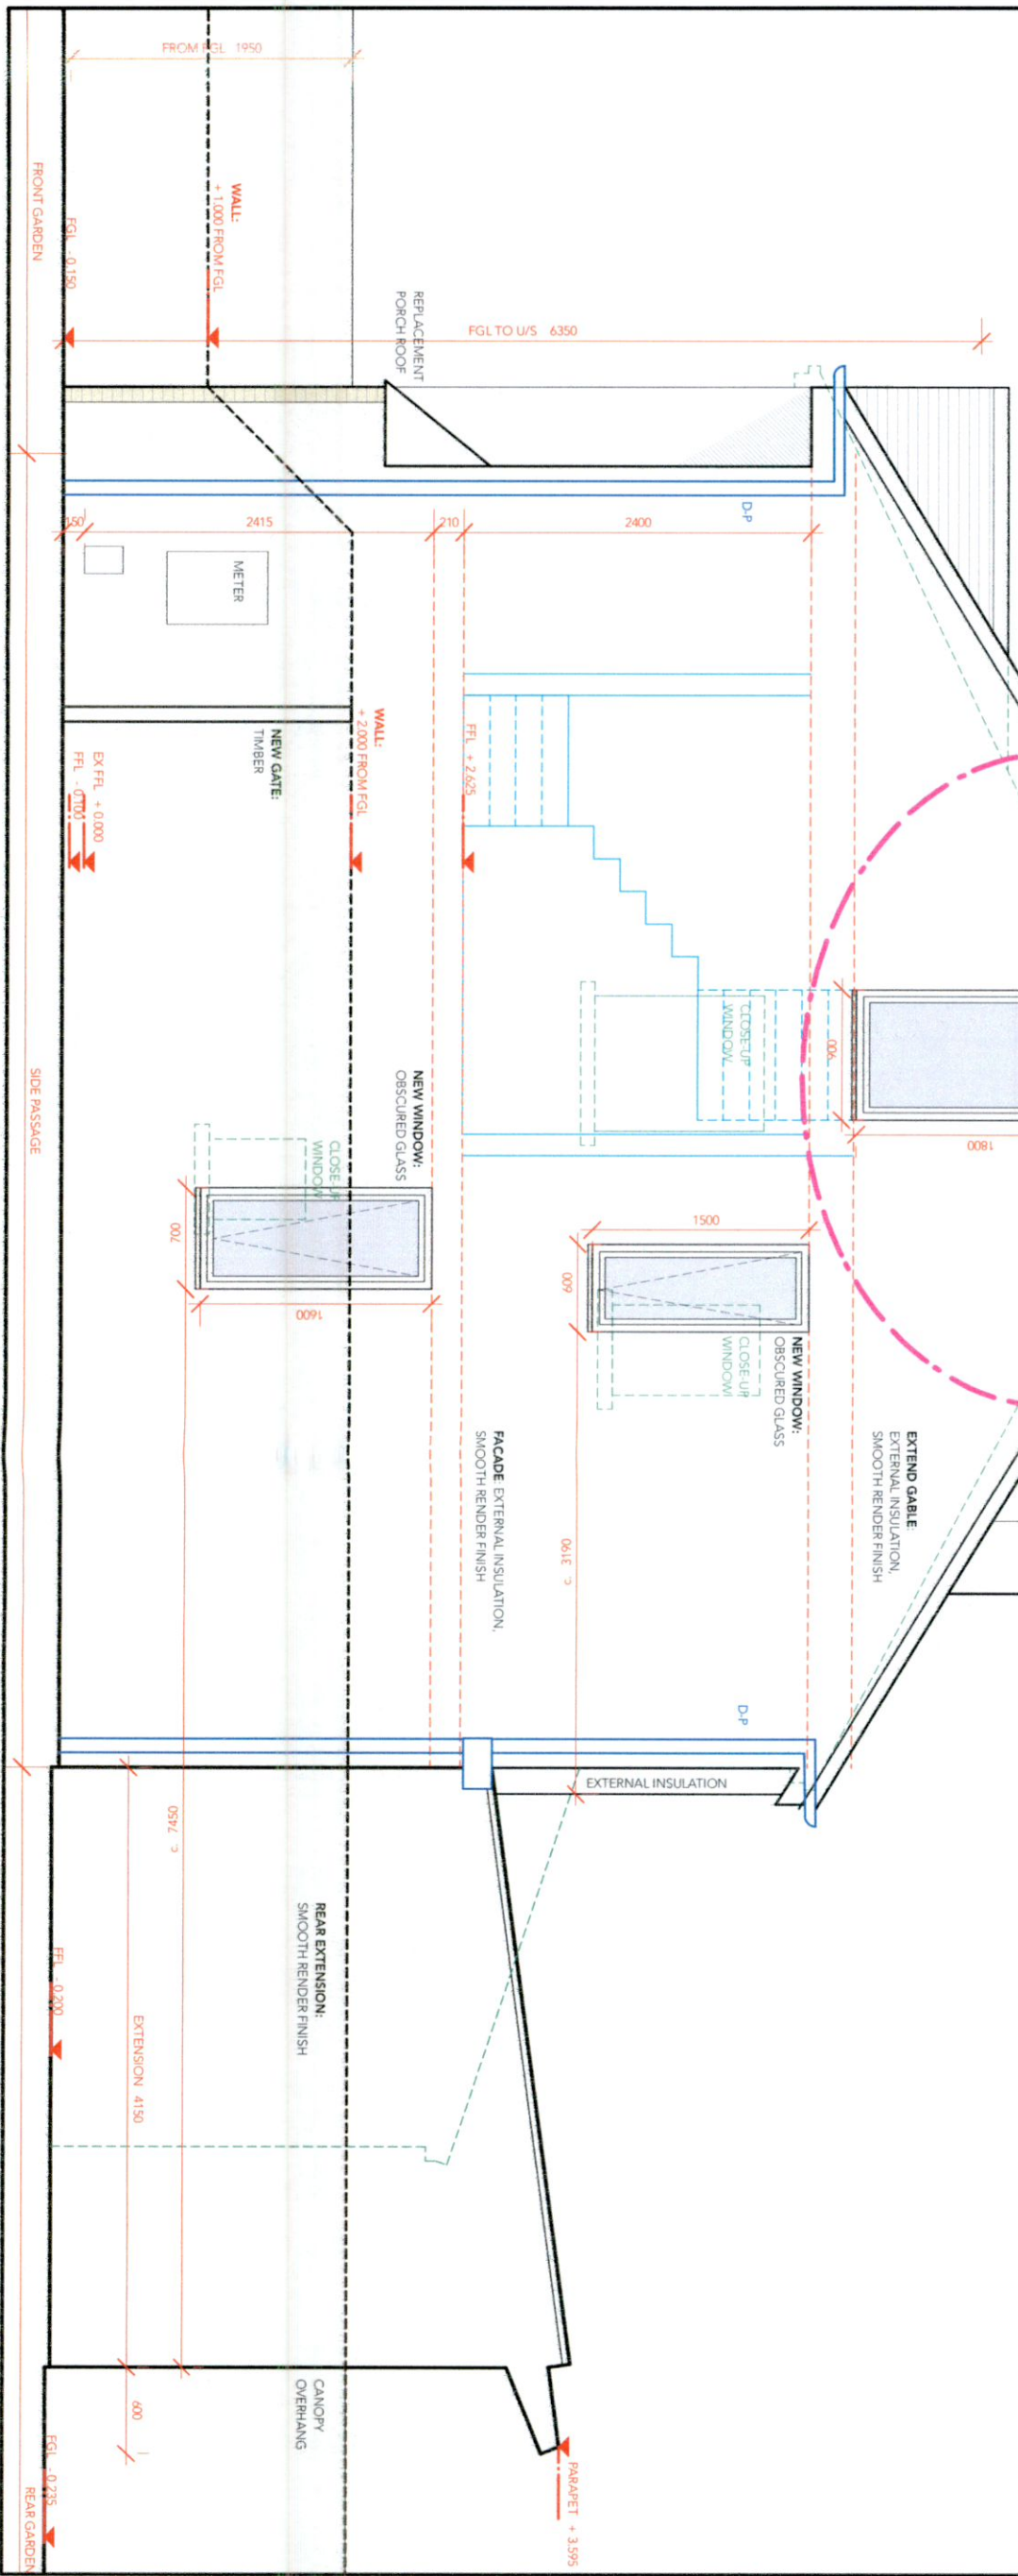 FROM FGL 1950
FRONT GARDEN
FGL - 0.150
WALL:
+ 1.000 FROM FGL
REPLACEMENT
PORCH ROOF
FGL TO U/S 6350
D-P
150
2415
210
2400
METER
NEW GATE:
TIMBER
WALL:
+ 2.000 FROM FGL
FFL + 2.625
EX FFL + 0.000
FFL - 0.100
SIDE PASSAGE
CLOSE-UP
WINDOW
900
1800
NEW WINDOW:
OBSCURED GLASS
CLOSE-UP
WINDOW
700
1600
1500
600
NEW WINDOW:
OBSCURED GLASS
CLOSE-UP
WINDOW
EXTEND GABLE:
EXTERNAL INSULATION,
SMOOTH RENDER FINISH
FACADE: EXTERNAL INSULATION,
SMOOTH RENDER FINISH
c. 3190
D-P
EXTERNAL INSULATION
c. 7450
REAR EXTENSION:
SMOOTH RENDER FINISH
FFL - 0.200
EXTENSION 4150
CANOPY
OVERHANG
600
PARAPET + 3.595
FGL - 0.235
REAR GARDEN